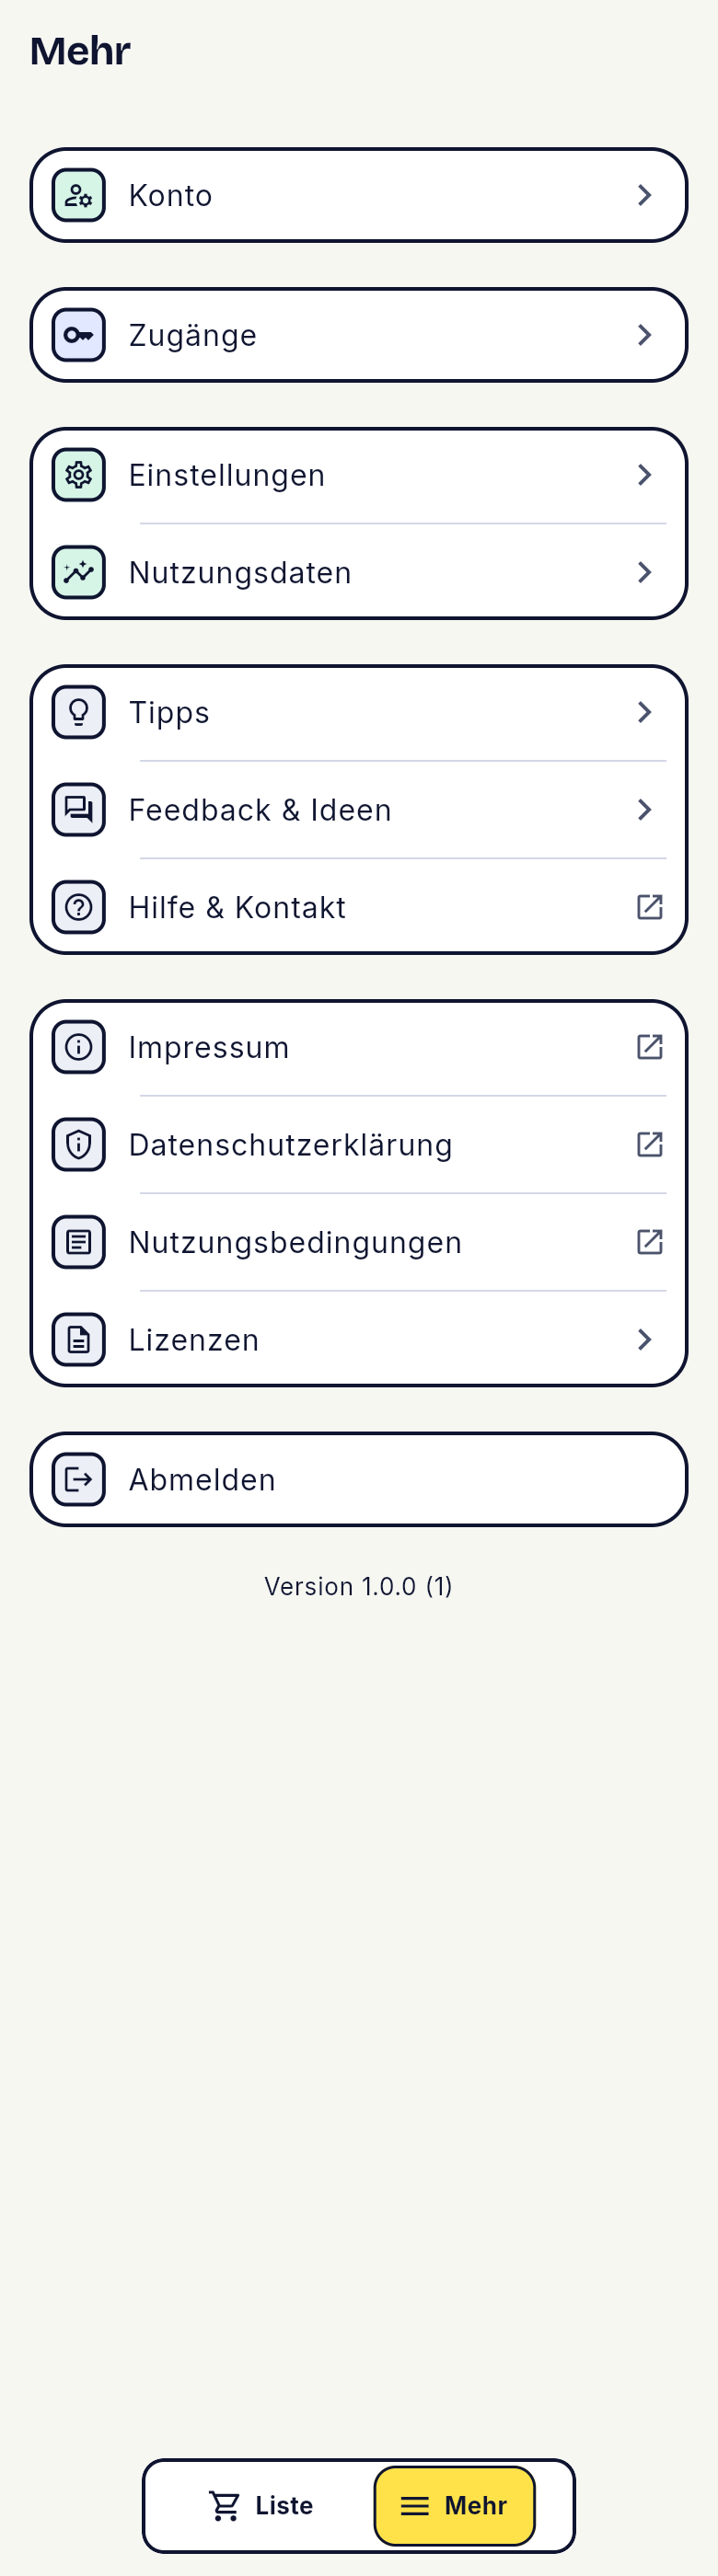 Mehr
Konto
Zugänge
Einstellungen
Nutzungsdaten
Tipps
Feedback & Ideen
Hilfe & Kontakt
Impressum
Datenschutzerklärung
Nutzungsbedingungen
Lizenzen
Abmelden
Version 1.0.0 (1)
Liste
Mehr